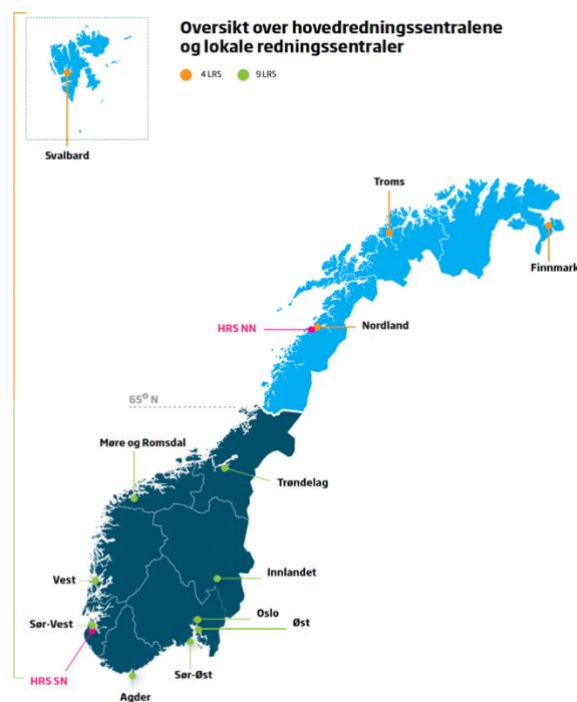 Oversikt over hovedredningssentralene
og lokale redningssentraler
4 LRS 9 LRS
Svalbard
Troms
Finnmark
HRS NN
Nordland
65° N
Møre og Romsdal
Trøndelag
Vest
Innlandet
Oslo
Sør-Vest
Øst
HRS SN
Sør-Øst
Agder